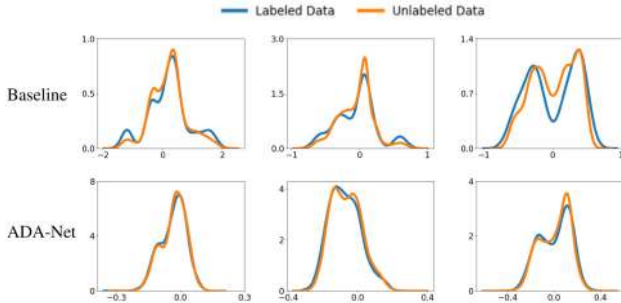 Labeled Data Unlabeled Data
Baseline
1.0 0.5 0.0 −2 0 2
3.0 1.5 0.0 −1 0 1
1.4 0.7 0.0 −1 0 1
ADA-Net
8 4 0 −0.3 0.0 0.3
4 2 0 −0.4 0.0 0.4
4 2 0 −0.5 0.0 0.5